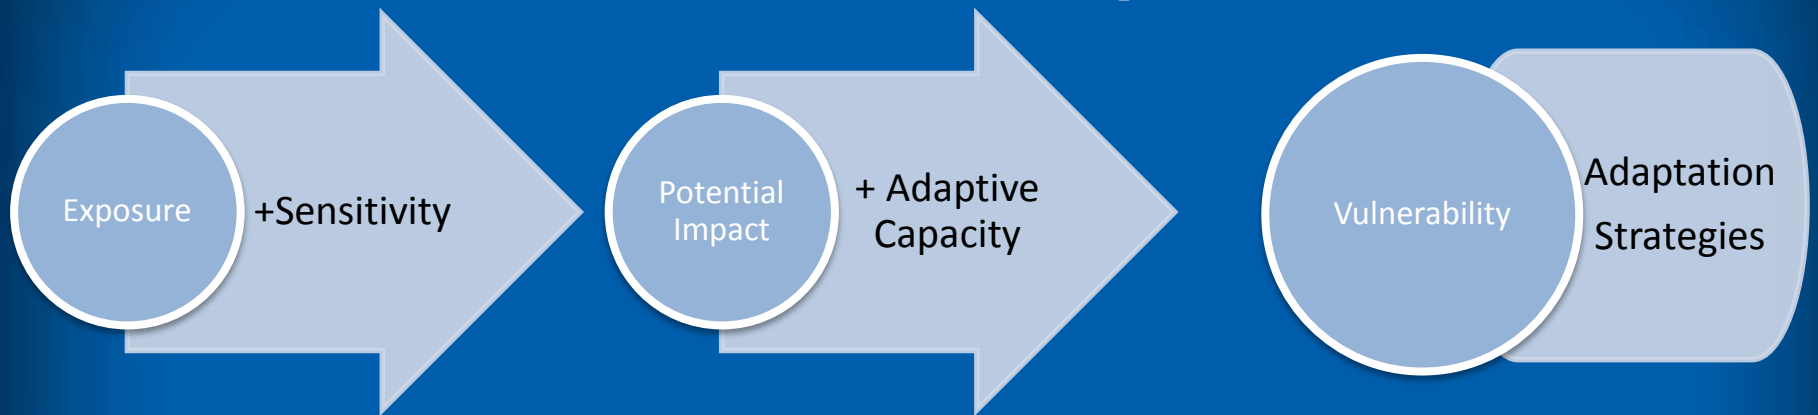 Exposure
+Sensitivity
Potential
Impact
+ Adaptive
Capacity
Vulnerability
Adaptation
Strategies